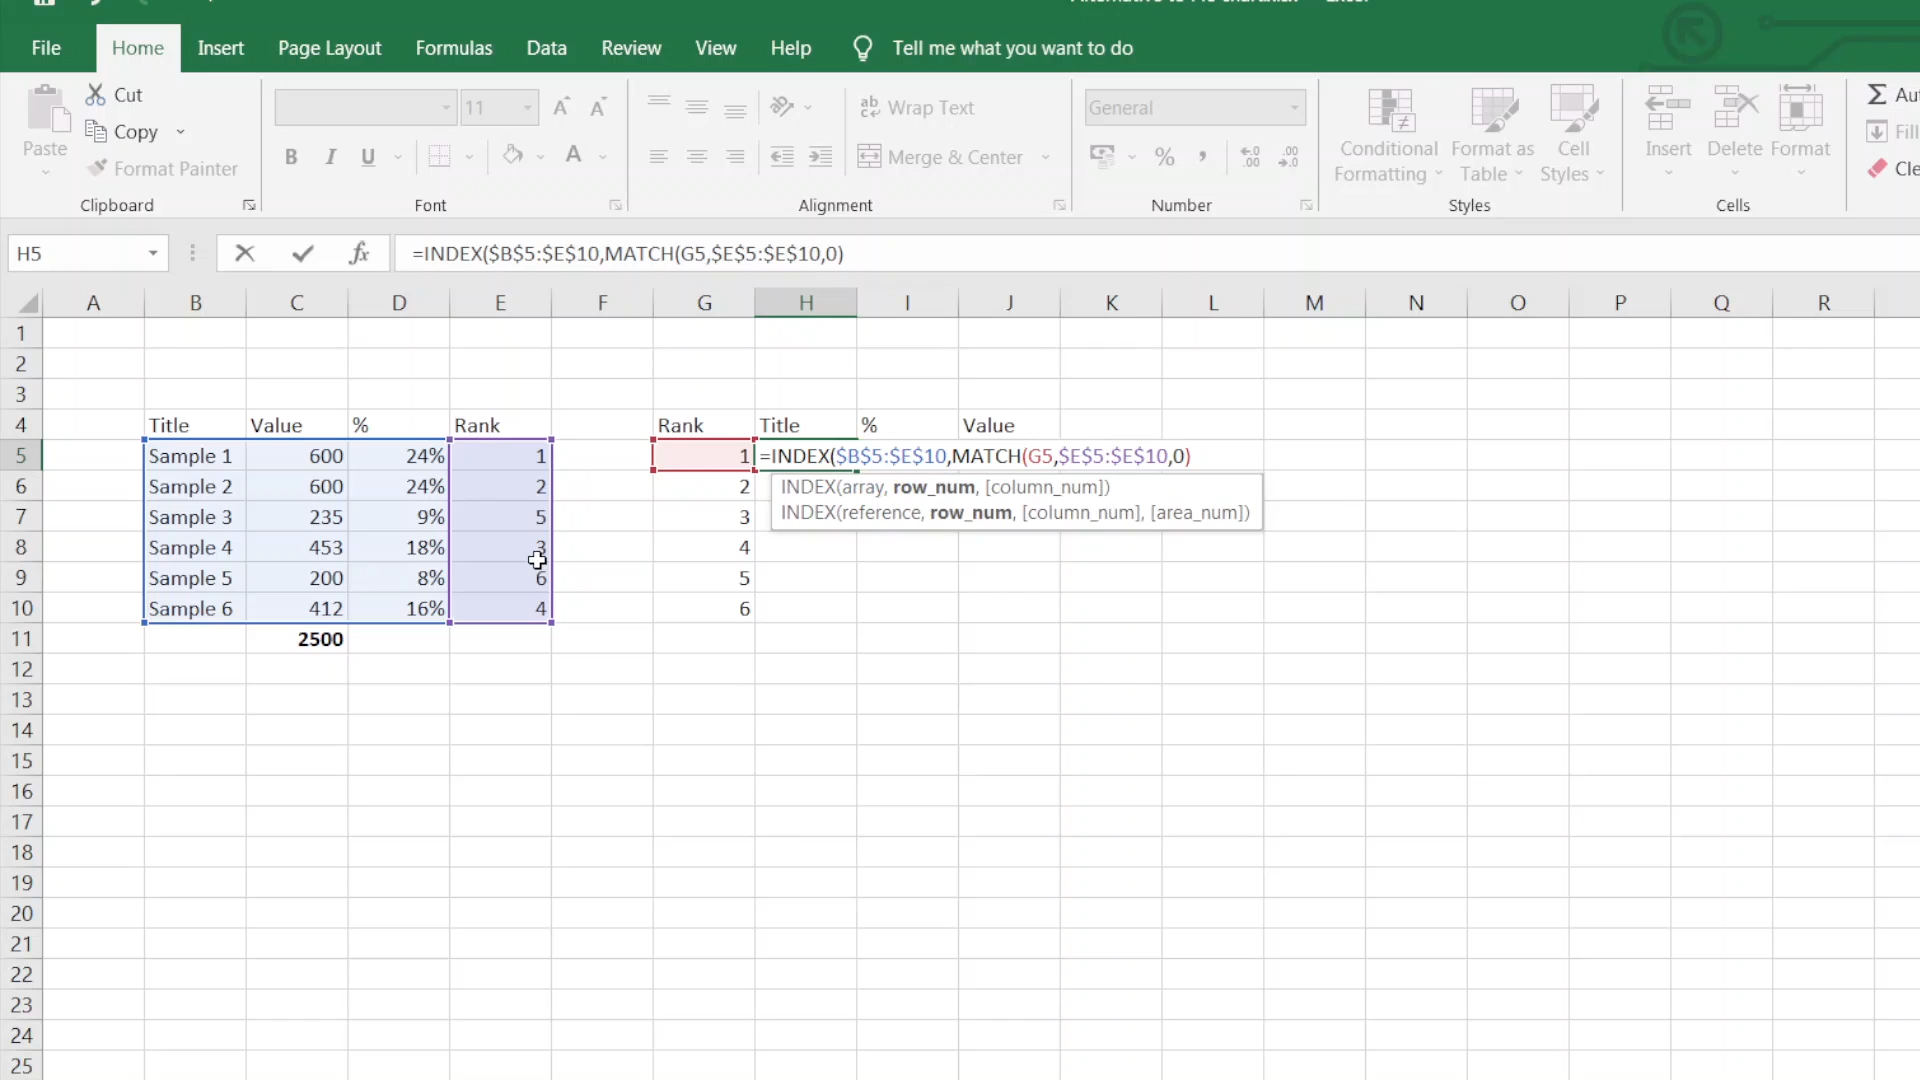 File Home Insert Page Layout Formulas Data Review View Help Tell me what you want to do
Cut
Copy
Paste
Format Painter
Clipboard
11
B I U
Font
Wrap Text
Merge & Center
Alignment
General
Number
Conditional Formatting
Format as Table
Cell Styles
Styles
Insert Delete Format
Cells
H5 =INDEX($B$5:$E$10,MATCH(G5,$E$5:$E$10,0)
A B C D E F G H I J K L M N O P Q R
1
2
3
4 Title Value % Rank Rank Title % Value
5 Sample 1 600 24% 1 1 =INDEX($B$5:$E$10,MATCH(G5,$E$5:$E$10,0)
6 Sample 2 600 24% 2 2 INDEX(array, row_num, [column_num])
7 Sample 3 235 9% 5 3 INDEX(reference, row_num, [column_num], [area_num])
8 Sample 4 453 18% 3 4
9 Sample 5 200 8% 6 5
10 Sample 6 412 16% 4 6
11 2500
12
13
14
15
16
17
18
19
20
21
22
23
24
25